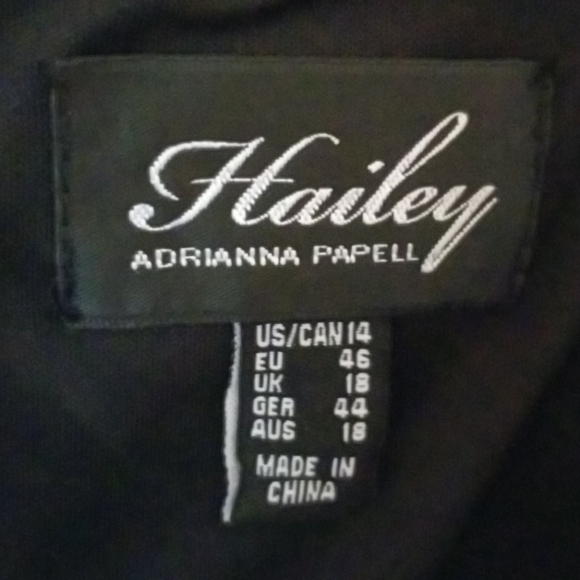 Hailey
ADRIANNA PAPELL
US/CAN 14
EU 46
UK 18
GER 44
AUS 18
MADE IN
CHINA